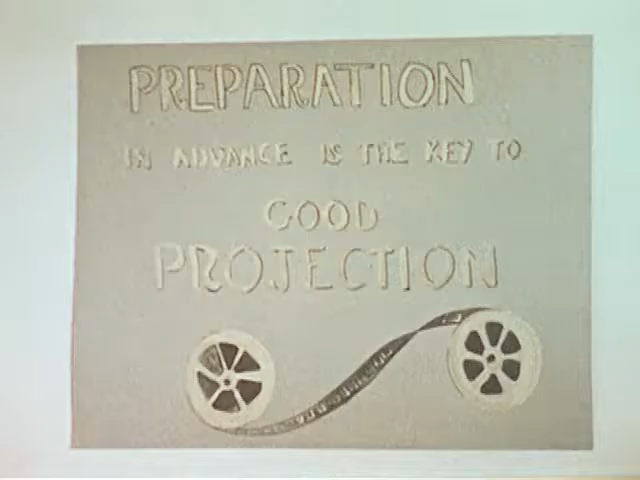 PREPARATION
IN ADVANCE IS THE KEY TO
GOOD
PROJECTION